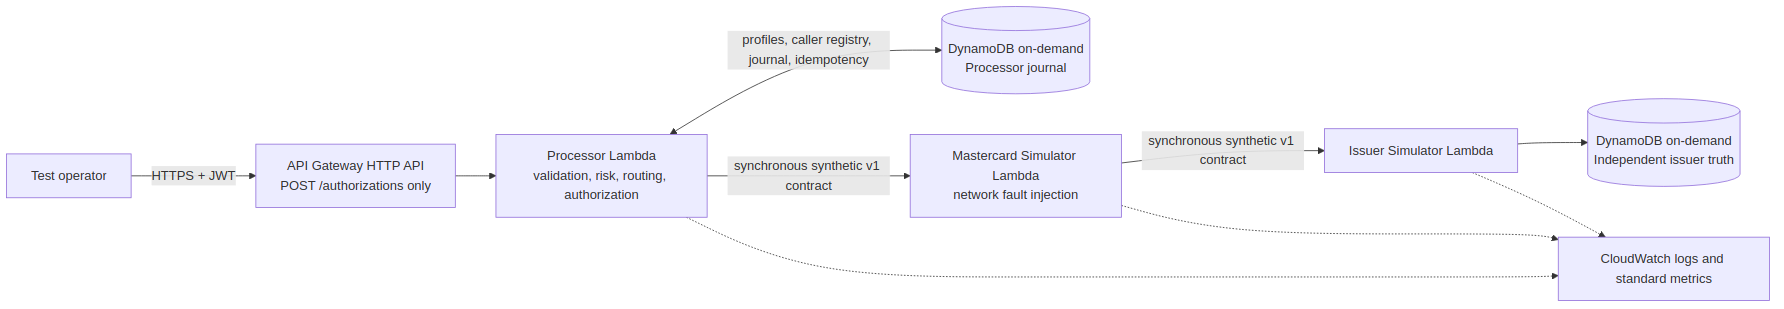 Test operator
HTTPS + JWT
API Gateway HTTP API
POST /authorizations only
Processor Lambda
validation, risk, routing,
authorization
profiles, caller registry,
journal, idempotency
DynamoDB on-demand
Processor journal
synchronous synthetic v1
contract
Mastercard Simulator
Lambda
network fault injection
synchronous synthetic v1
contract
Issuer Simulator Lambda
DynamoDB on-demand
Independent issuer truth
CloudWatch logs and
standard metrics